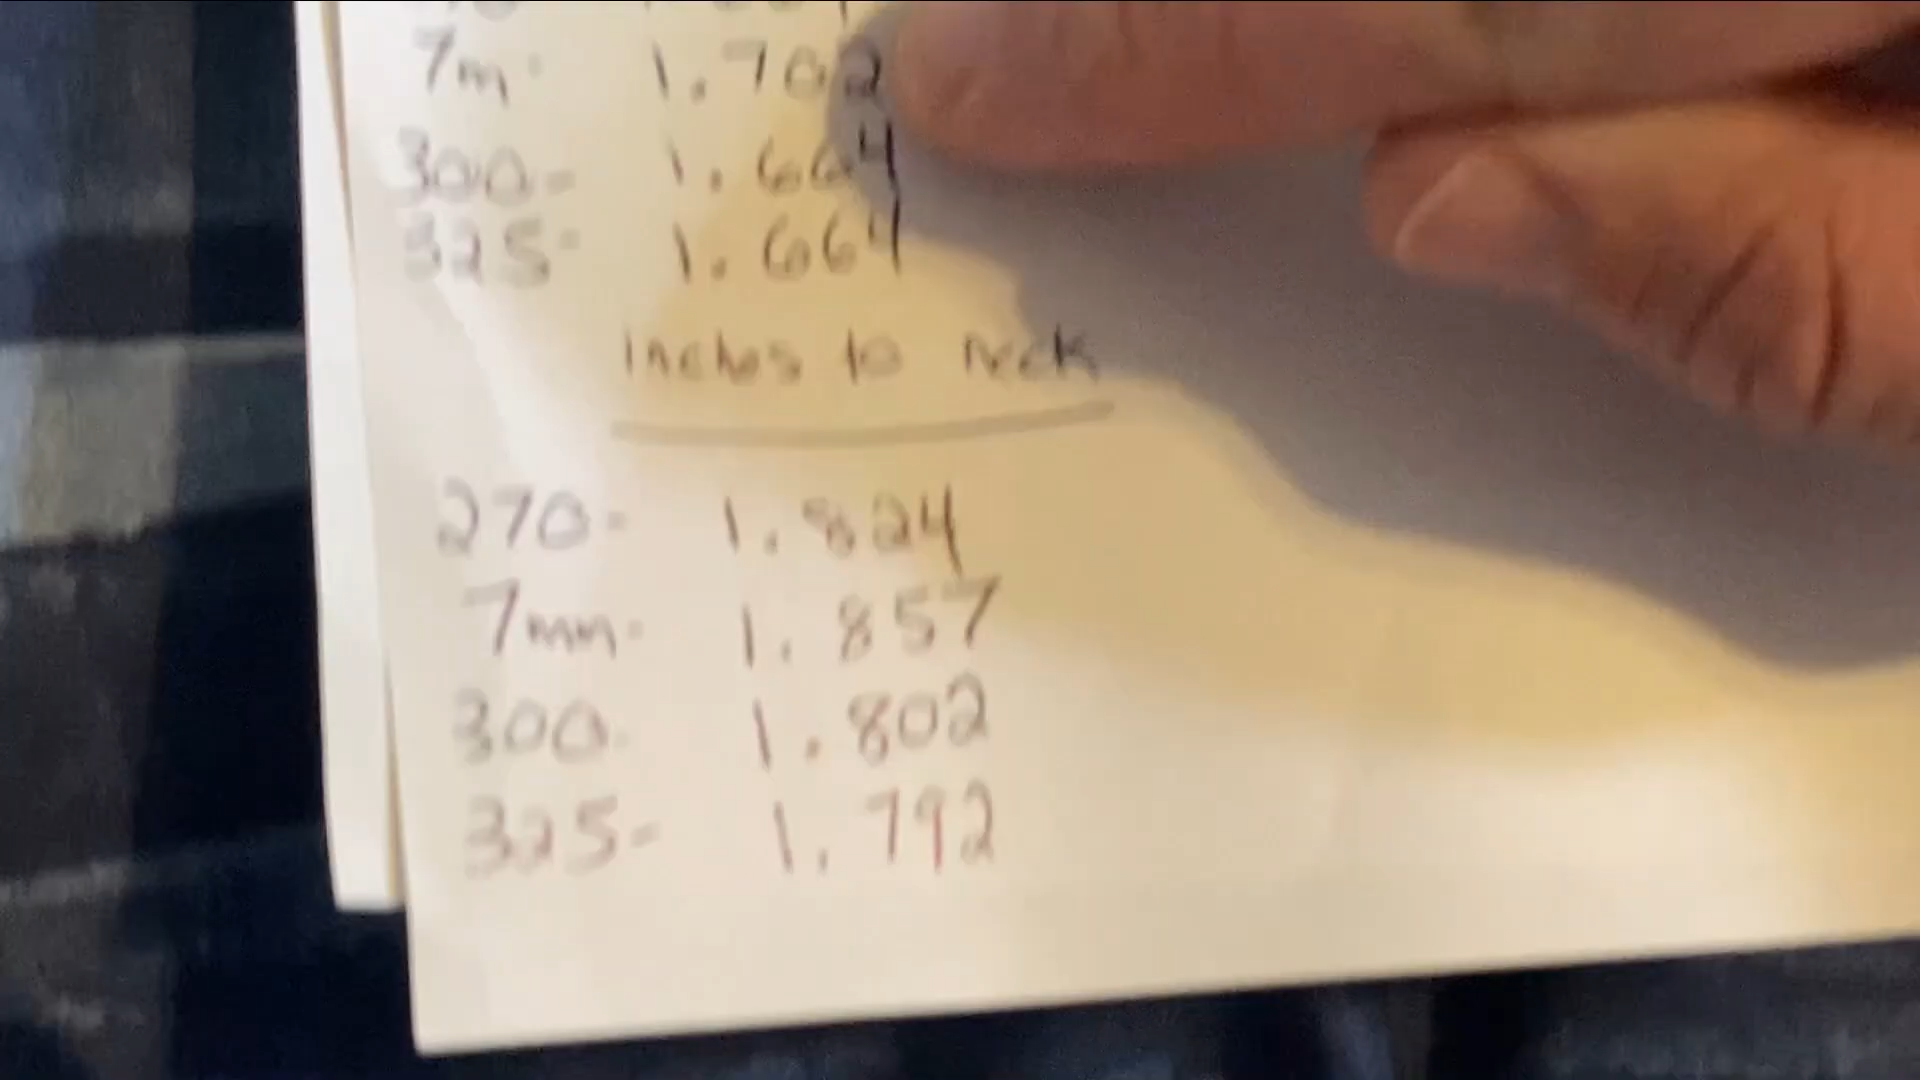 7m- 1.702
300- 1.664
325- 1.664
inches to neck
270- 1.824
7mm- 1.857
300- 1.802
325- 1.792